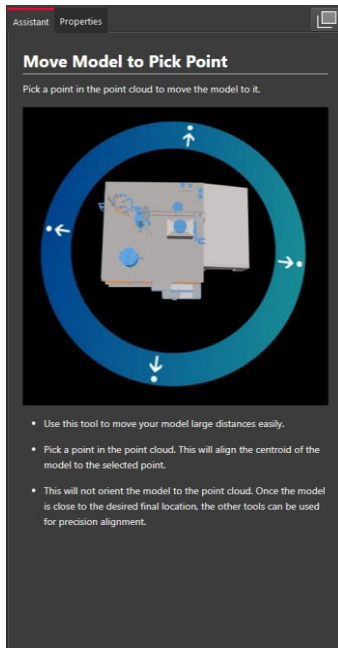 Assistant Properties
Move Model to Pick Point
Pick a point in the point cloud to move the model to it.
• Use this tool to move your model large distances easily.
• Pick a point in the point cloud. This will align the centroid of the
model to the selected point.
• This will not orient the model to the point cloud. Once the model
is close to the desired final location, the other tools can be used
for precision alignment.